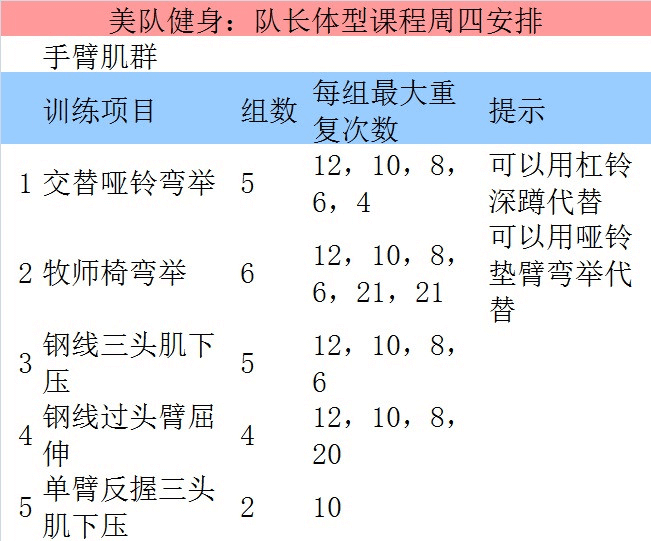 美队健身：队长体型课程周四安排
手臂肌群
训练项目 组数 每组最大重复次数 提示
1 交替哑铃弯举 5 12，10，8，6，4 可以用杠铃深蹲代替
2 牧师椅弯举 6 12，10，8，6，21，21 可以用哑铃垫臂弯举代替
3 钢线三头肌下压 5 12，10，8，6
4 钢线过头臂屈伸 4 12，10，8，20
5 单臂反握三头肌下压 2 10